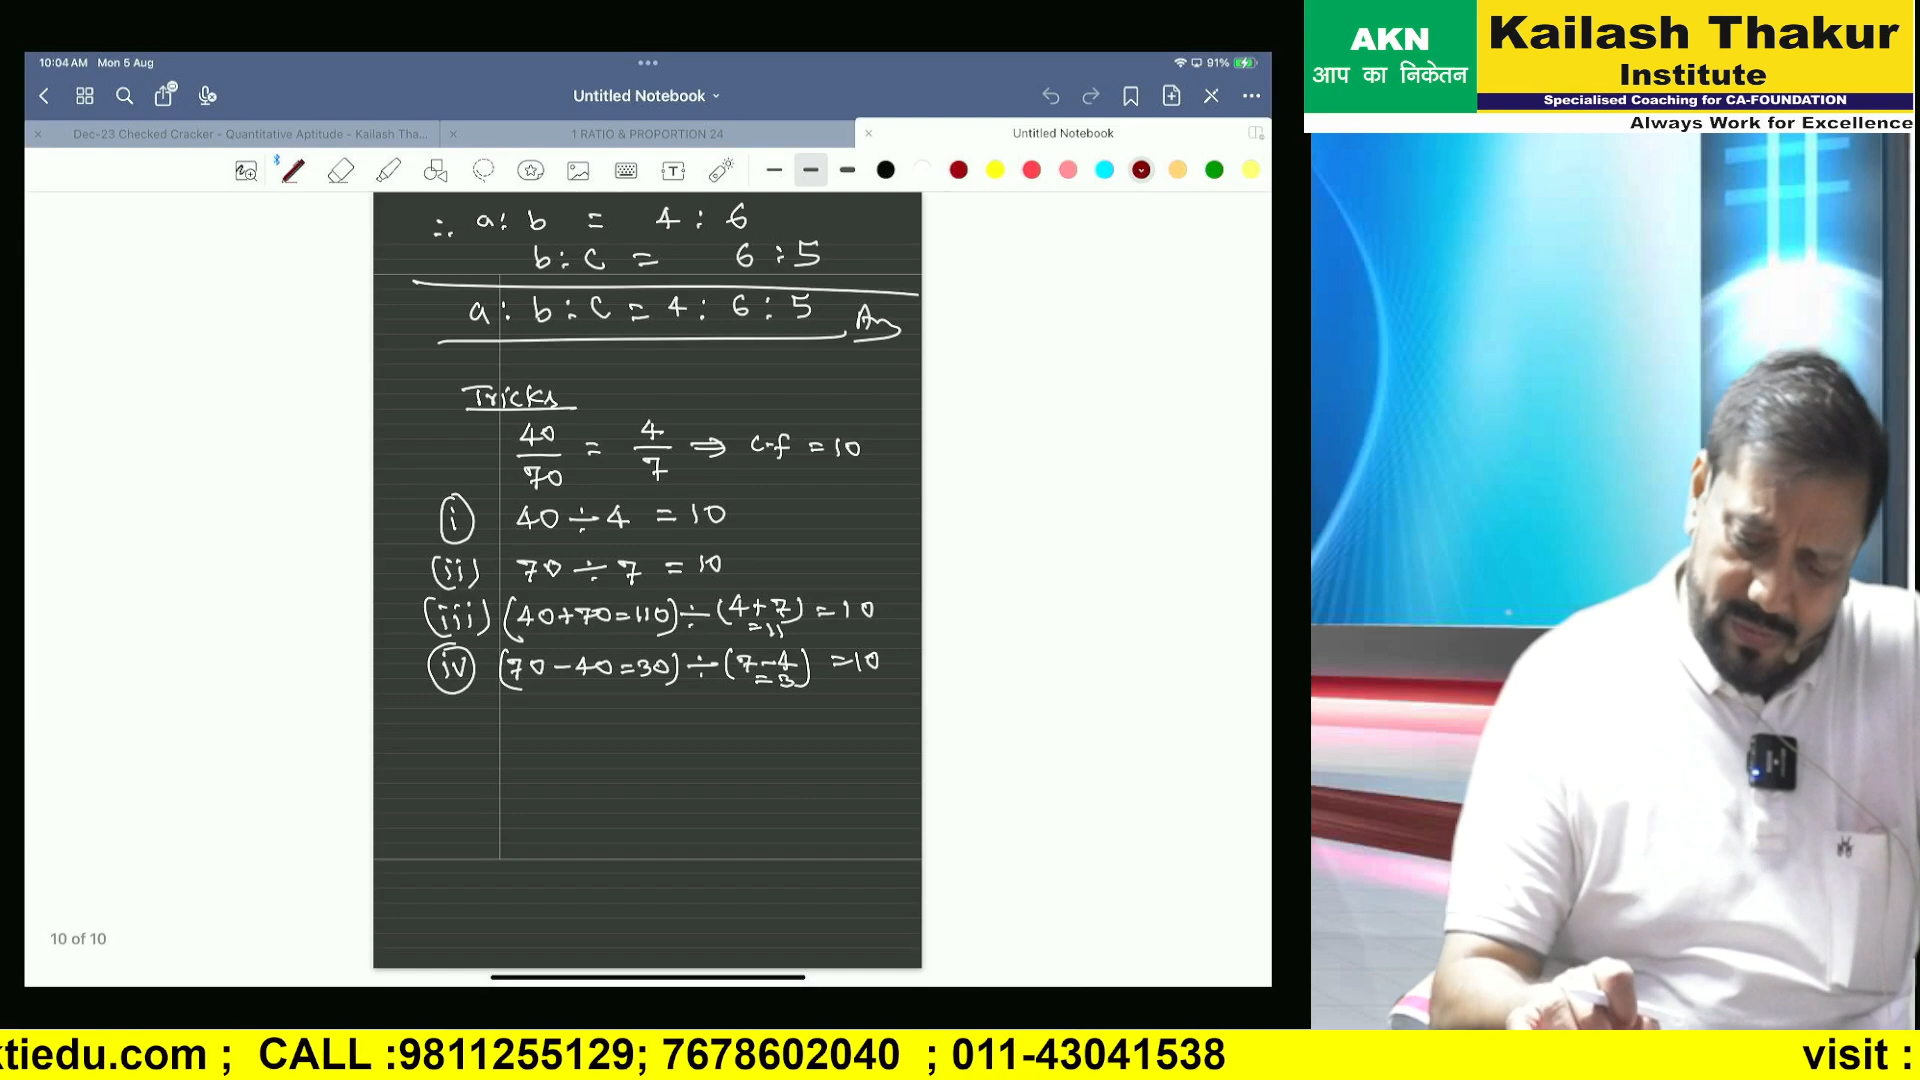 10:04 AM Mon 5 Aug
91%
Untitled Notebook
Dec-23 Checked Cracker - Quantitative Aptitude - Kailash Tha...
1 RATIO & PROPORTION 24
Untitled Notebook
∴ a : b = 4 : 6
b : c = 6 : 5
a : b : c = 4 : 6 : 5 Ans
Tricks
40/70 = 4/7 ⇒ c.f = 10
(i) 40 ÷ 4 = 10
(ii) 70 ÷ 7 = 10
(iii) (40+70=110) ÷ (4+7=11) = 10
(iv) (70-40=30) ÷ (7-4=3) = 10
10 of 10
AKN
आप का निकेतन
Kailash Thakur
Institute
Specialised Coaching for CA-FOUNDATION
Always Work for Excellence
ktiedu.com ; CALL :9811255129; 7678602040 ; 011-43041538 visit :